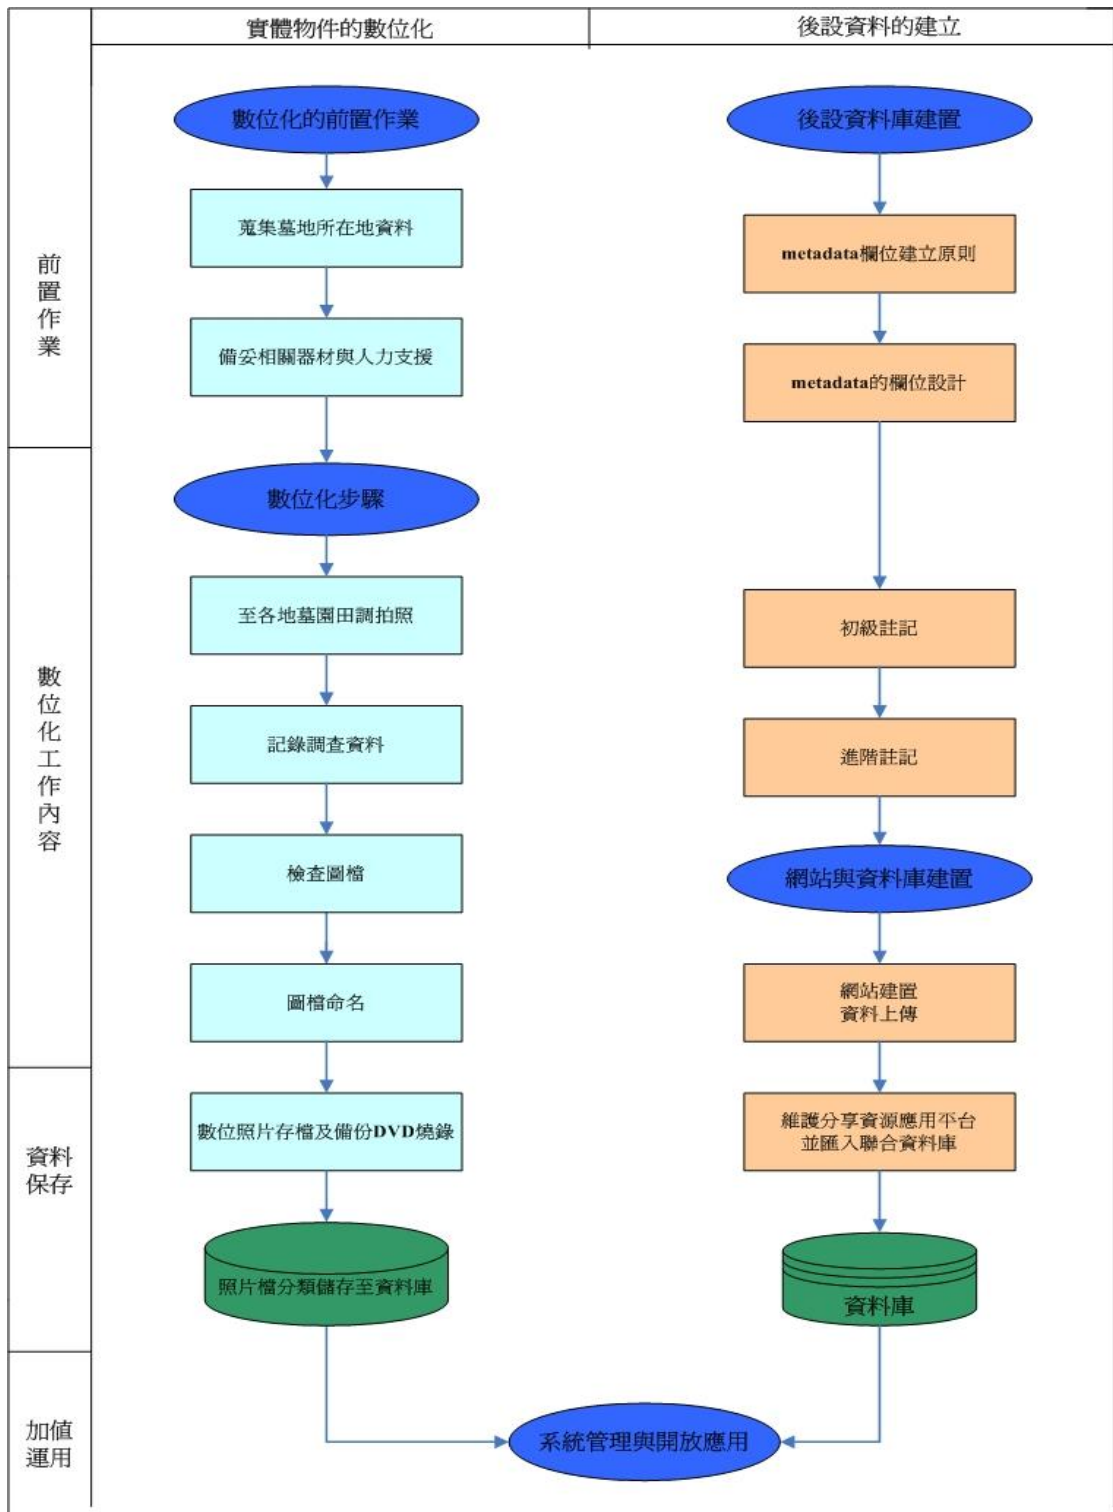 實體物件的數位化
後設資料的建立
前置作業
數位化的前置作業
蒐集墓地所在地資料
備妥相關器材與人力支援
後設資料庫建置
metadata欄位建立原則
metadata的欄位設計
數位化工作內容
數位化步驟
至各地墓園田調拍照
記錄調查資料
檢查圖檔
圖檔命名
初級註記
進階註記
網站與資料庫建置
網站建置
資料上傳
資料
保存
數位照片存檔及備份DVD燒錄
照片檔分類儲存至資料庫
維護分享資源應用平台
並匯入聯合資料庫
資料庫
加值
運用
系統管理與開放應用